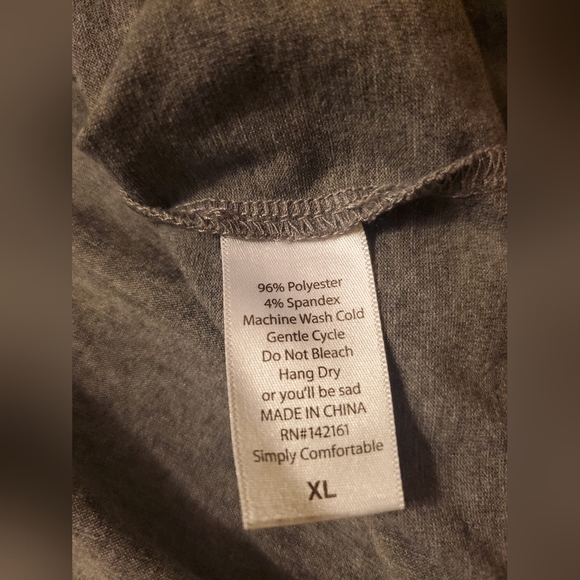 96% Polyester
4% Spandex
Machine Wash Cold
Gentle Cycle
Do Not Bleach
Hang Dry
or you'll be sad
MADE IN CHINA
RN#142161
Simply Comfortable
XL